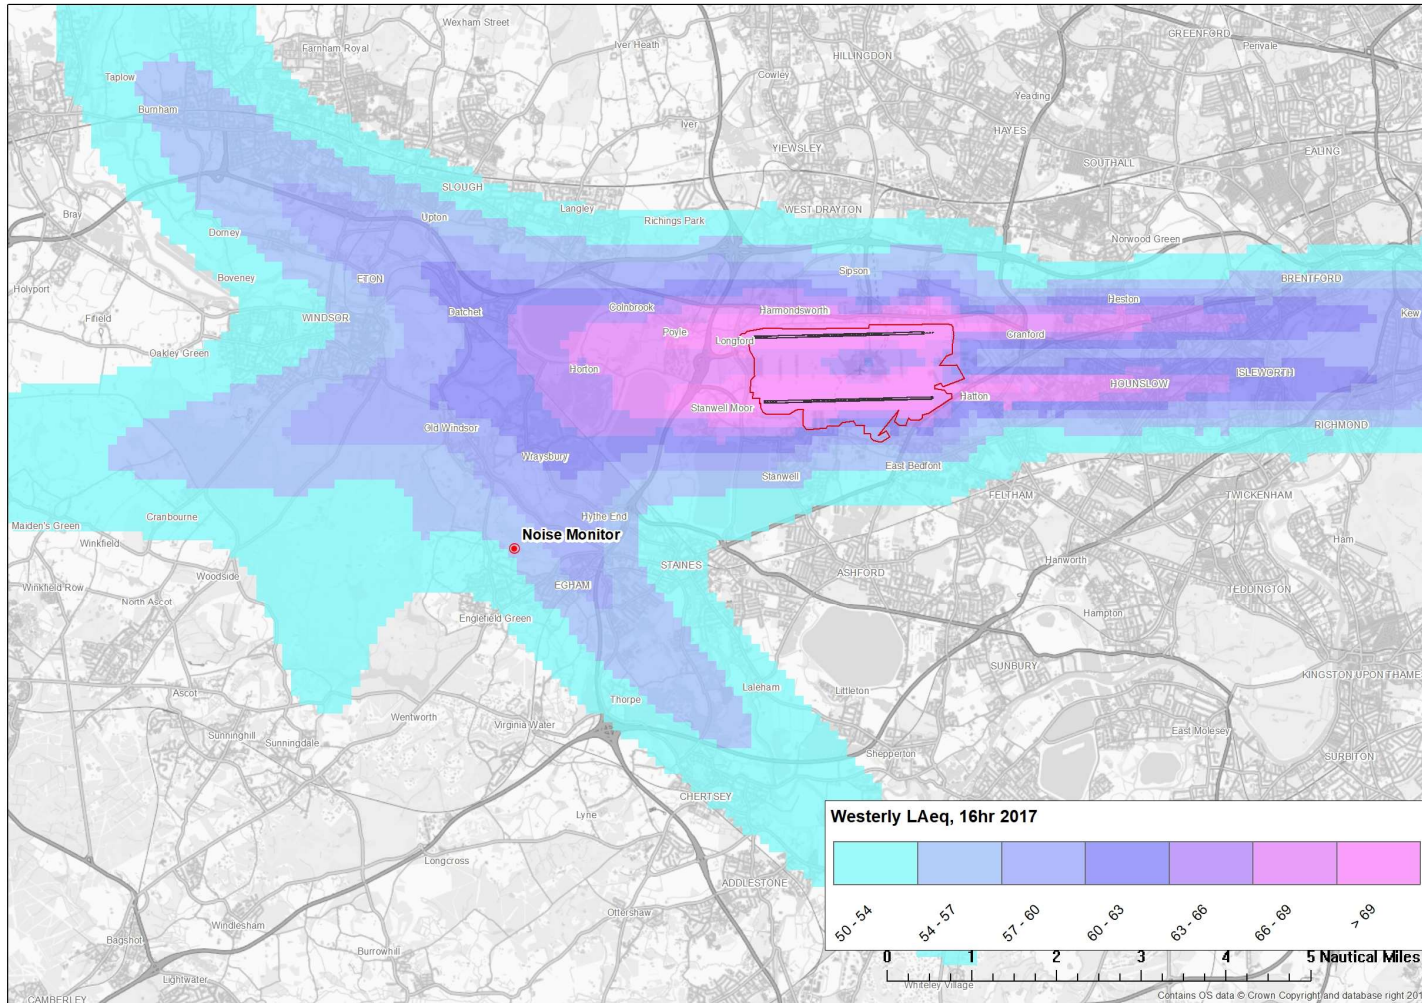 Wexham Street
GREENFORD
Farnham Royal
Iver Heath
Perivale
HILLINGDON
Taplow
Cowley
Burnham
Yeading
Iver
HAYES
YIEWSLEY
EALING
SOUTHALL
SLOUGH
Bray
Langley
WEST DRAYTON
Upton
Richings Park
Dorney
Norwood Green
Boveney
ETON
Sipson
BRENTFORD
Holyport
Heston
Datchet
Colnbrook
Harmondsworth
Kew
Fifield
WINDSOR
Poyle
Cranford
Longford
Oakley Green
Horton
ISLEWORTH
HOUNSLOW
Hatton
Stanwell Moor
Old Windsor
RICHMOND
Wraysbury
East Bedfont
Stanwell
FELTHAM
TWICKENHAM
Cranbourne
Hythe End
Maiden's Green
Noise Monitor
Ham
Winkfield
Hanworth
STAINES
ASHFORD
Woodside
EGHAM
Winkfield Row
TEDDINGTON
North Ascot
Hampton
Englefield Green
SUNBURY
KINGSTON UPON THAMES
Ascot
Laleham
Littleton
Thorpe
Wentworth
Virginia Water
Sunninghill
Sunningdale
East Molesey
Shepperton
SURBITON
CHERTSEY
Lyne
Westerly LAeq, 16hr 2017
Longcross
ADDLESTONE
Ottershaw
Windlesham
50 - 54
54 - 57
57 - 60
60 - 63
63 - 66
66 - 69
> 69
Bagshot
Burrowhill
0 1 2 3 4 5 Nautical Miles
Lightwater
Whiteley Village
Contains OS data © Crown Copyright and database right 201
CAMBERLEY